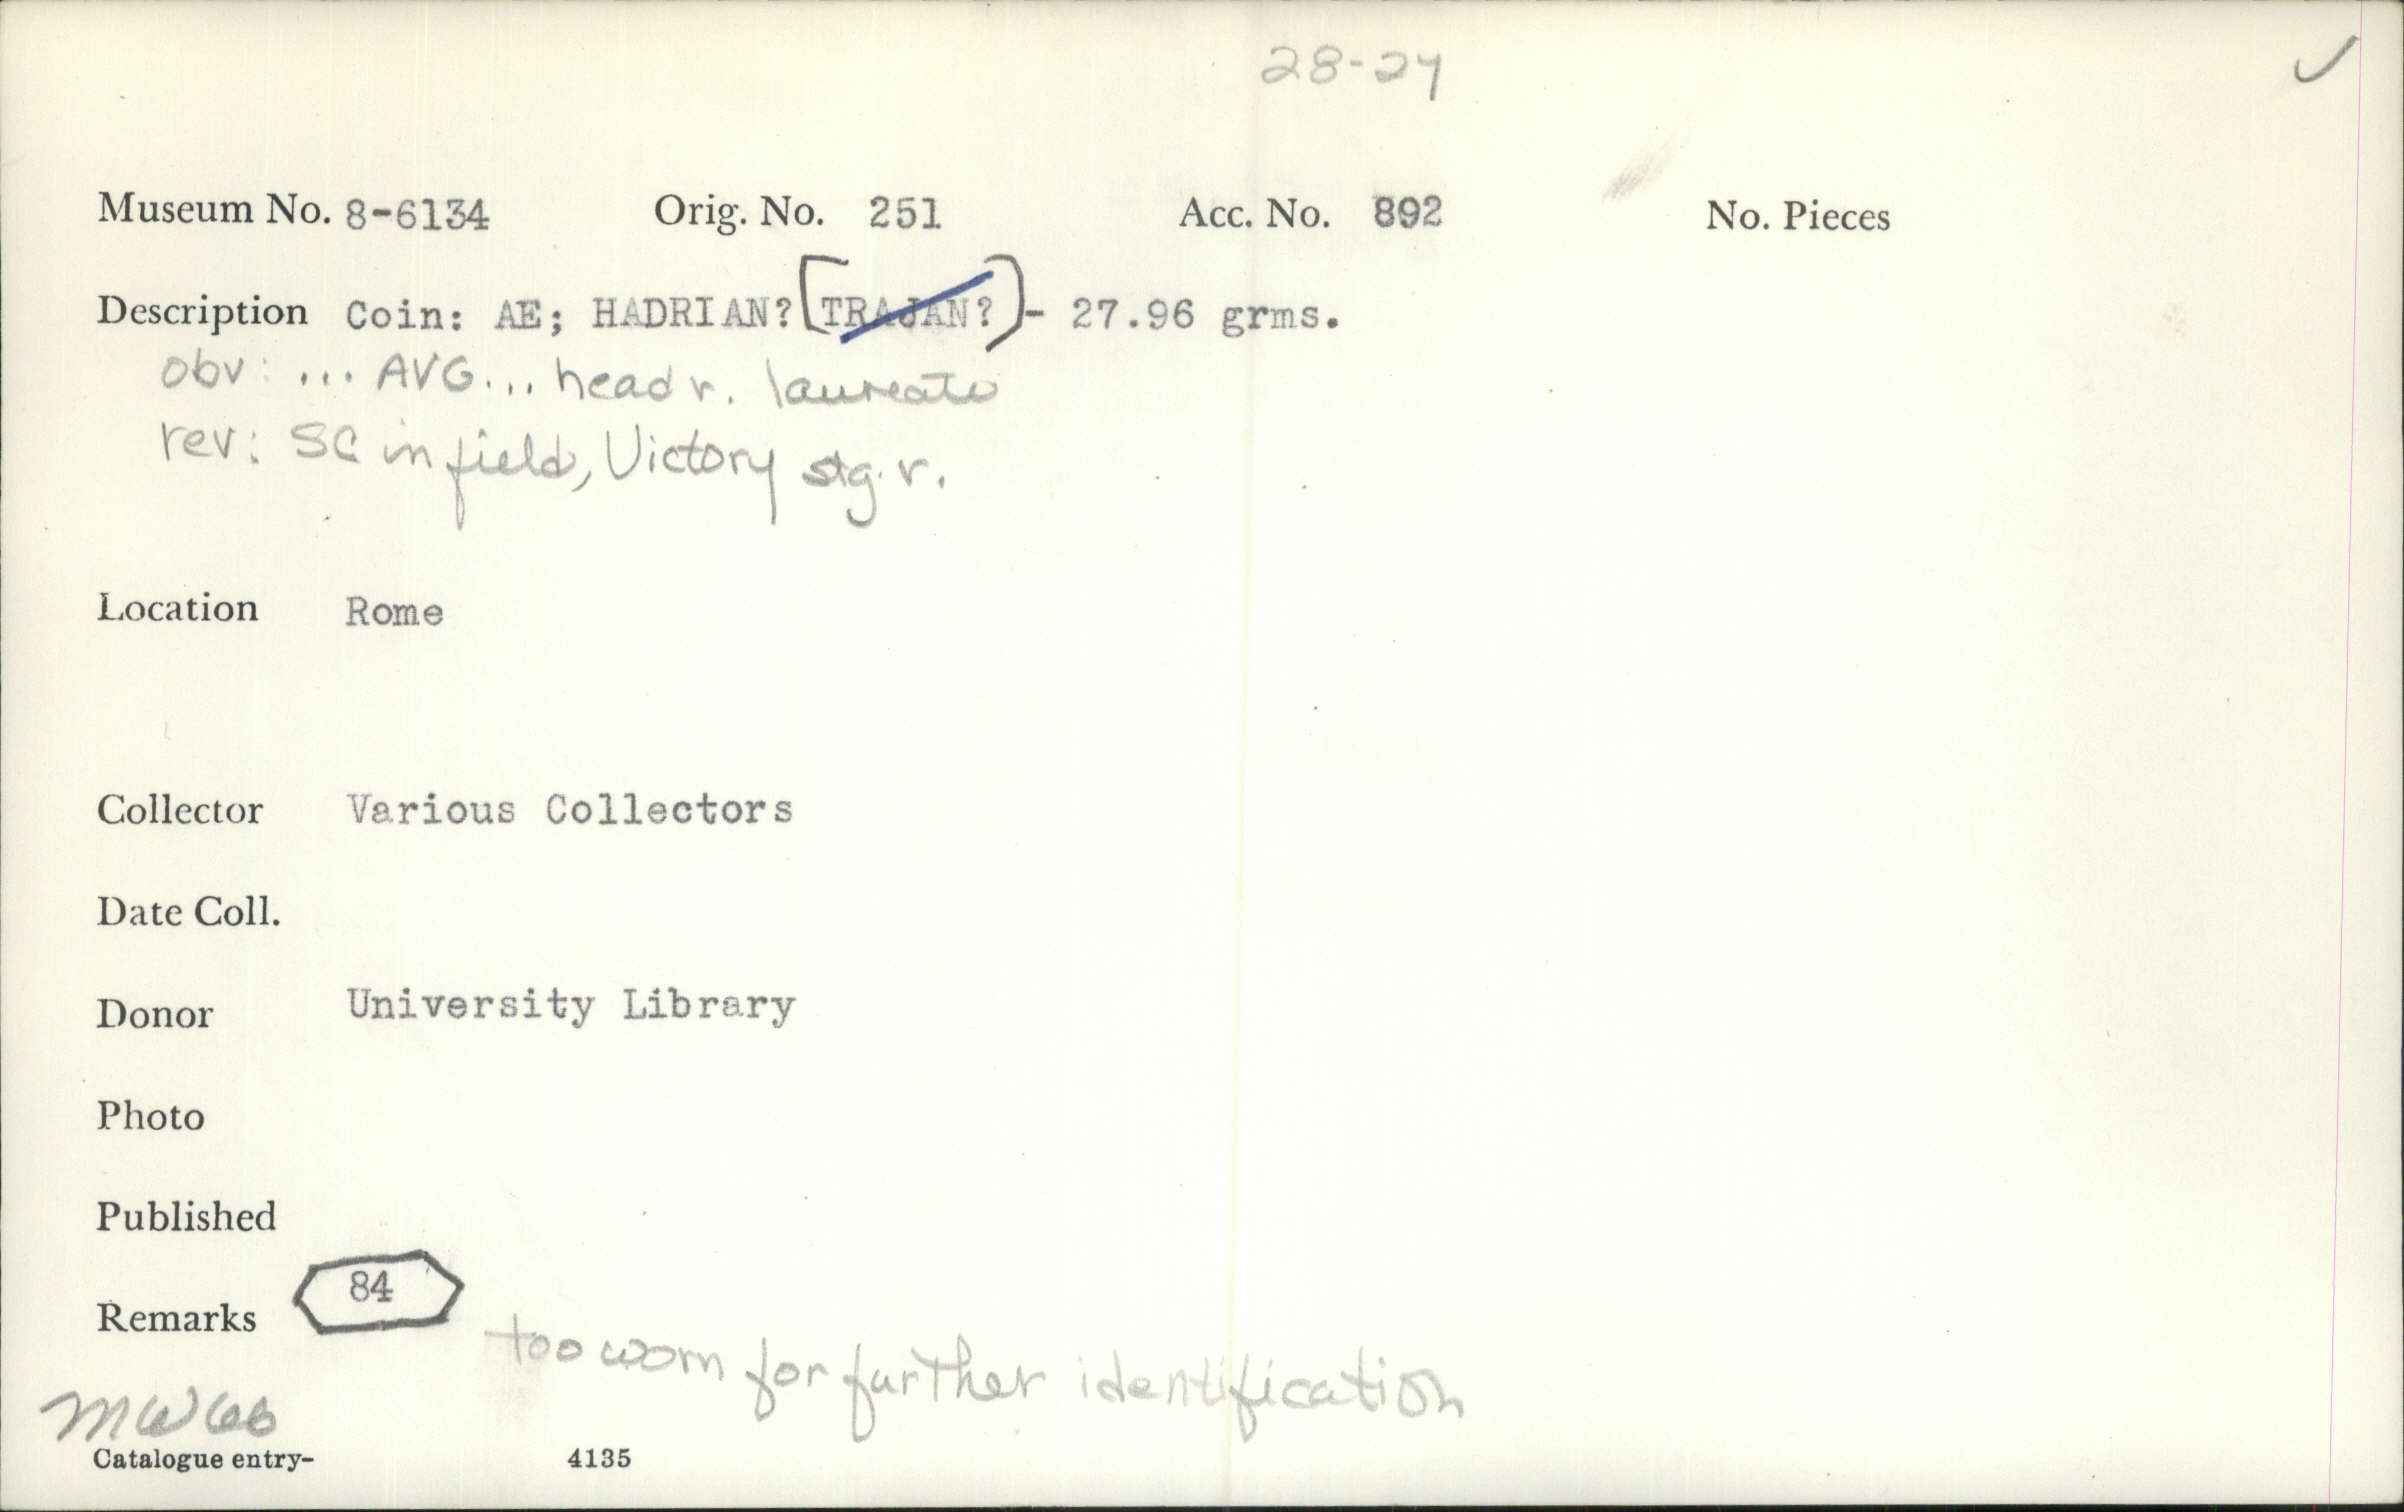 28-24
Museum No. 8-6134 Orig. No. 251 Acc. No. 892 No. Pieces
Description Coin: AE; HADRIAN? [TRAJAN?] - 27.96 grms.
obv: ... AVG... head r. laureate
rev: SC in field, Victory stg. r.
Location Rome
Collector Various Collectors
Date Coll.
Donor University Library
Photo
Published
84
Remarks
too worn for further identification
Catalogue entry- 4135